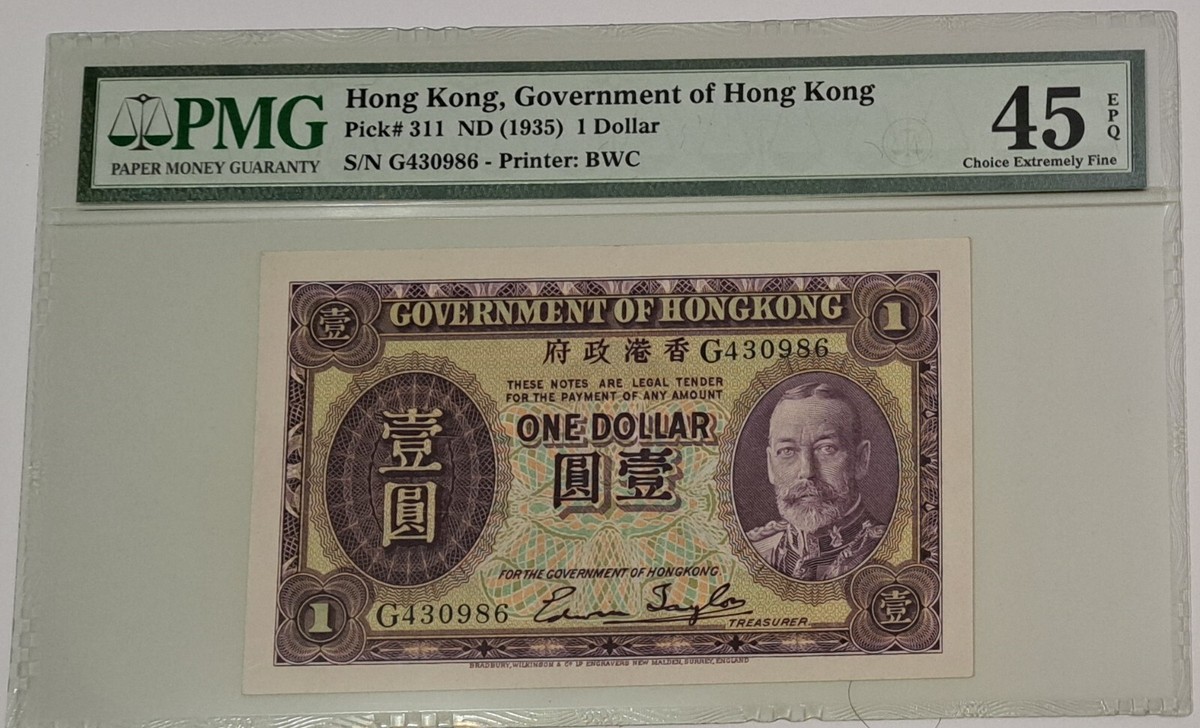 PMG
PAPER MONEY GUARANTY
Hong Kong, Government of Hong Kong
Pick# 311 ND (1935) 1 Dollar
S/N G430986 - Printer: BWC
45
EPQ
Choice Extremely Fine
壹
GOVERNMENT OF HONGKONG
1
府政港香 G430986
THESE NOTES ARE LEGAL TENDER
FOR THE PAYMENT OF ANY AMOUNT
ONE DOLLAR
圓壹
壹圓
FOR THE GOVERNMENT OF HONGKONG.
1
G430986
Edwin Taylor
TREASURER.
壹
BRADBURY, WILKINSON & Co LD ENGRAVERS NEW MALDEN, SURREY, ENGLAND